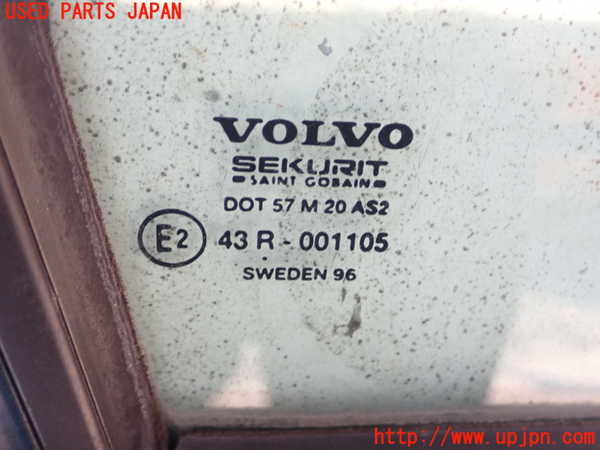 USED PARTS JAPAN
VOLVO
SEKURIT
SAINT GOBAIN
DOT 57 M 20 AS2
E2 43 R - 001105
SWEDEN 96
http://www.upjpn.com/